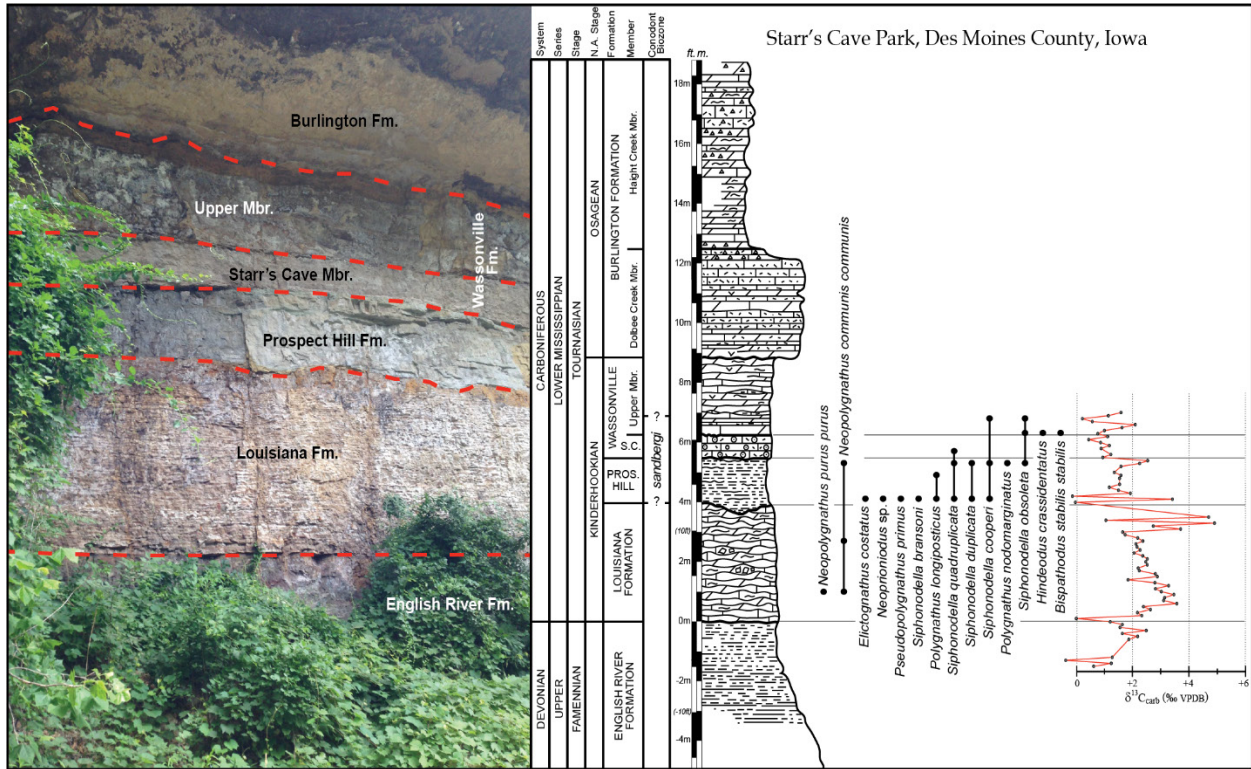 Starr's Cave Park, Des Moines County, Iowa
Burlington Fm.
Upper Mbr.
Wassonville
Fm.
Starr's Cave Mbr.
Prospect Hill Fm.
Louisiana Fm.
English River Fm.
System
Series
Stage
N.A. Stage
Formation
Member
Conodont
Biozone
ft. m.
CARBONIFEROUS
DEVONIAN
LOWER MISSISSIPPIAN
UPPER
TOURNAISIAN
FAMENNIAN
OSAGEAN
KINDERHOOKIAN
BURLINGTON FORMATION
Haight Creek Mbr.
Dolbee Creek Mbr.
WASSONVILLE
Upper Mbr.
S.C.
PROS.
HILL
LOUISIANA
FORMATION
ENGLISH RIVER
FORMATION
?
sandbergi
?
18m
16m
14m
12m
10m
8m
6m
4m
(10ft)
2m
0m
-2m
(-10ft)
-4m
Neopolygnathus purus purus
Neopolygnathus communis communis
Elictognathus costatus
Neoprioniodus sp.
Pseudopolygnathus primus
Siphonodella bransoni
Polygnathus longiposticus
Siphonodella quadruplicata
Siphonodella duplicata
Siphonodella cooperi
Polygnathus nodomarginatus
Siphonodella obsoleta
Hindeodus crassidentatus
Bispathodus stabilis stabilis
0
+2
+4
+6
δ13Ccarb (‰ VPDB)